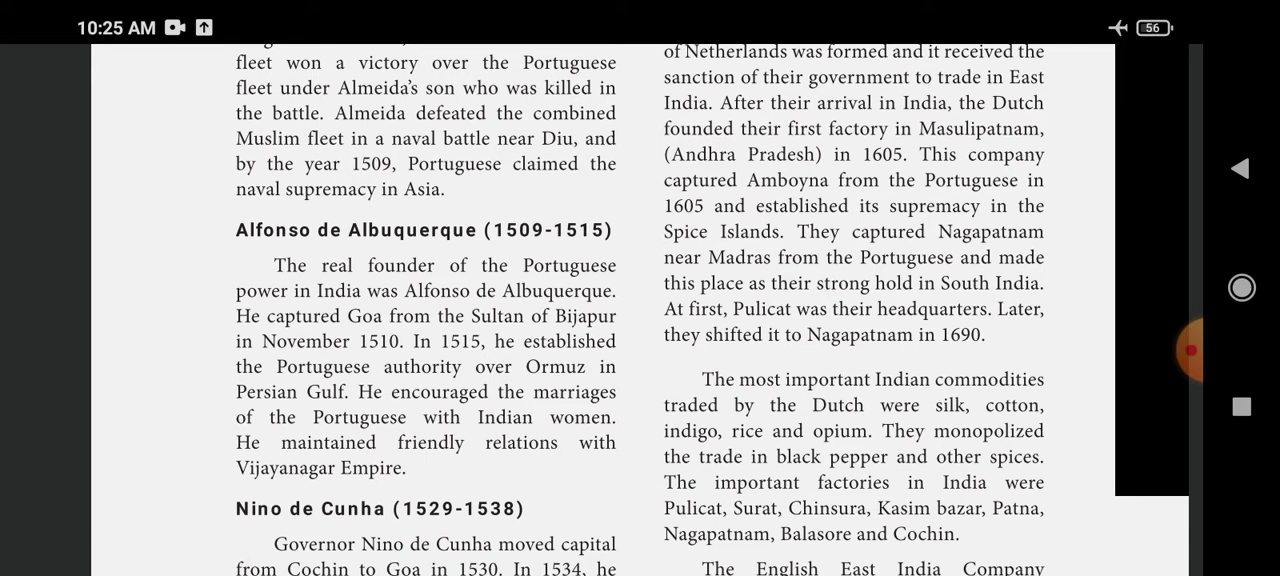 10:25 AM
56
fleet won a victory over the Portuguese
fleet under Almeida's son who was killed in
the battle. Almeida defeated the combined
Muslim fleet in a naval battle near Diu, and
by the year 1509, Portuguese claimed the
naval supremacy in Asia.
Alfonso de Albuquerque (1509-1515)
The real founder of the Portuguese
power in India was Alfonso de Albuquerque.
He captured Goa from the Sultan of Bijapur
in November 1510. In 1515, he established
the Portuguese authority over Ormuz in
Persian Gulf. He encouraged the marriages
of the Portuguese with Indian women.
He maintained friendly relations with
Vijayanagar Empire.
Nino de Cunha (1529-1538)
Governor Nino de Cunha moved capital
from Cochin to Goa in 1530. In 1534, he
of Netherlands was formed and it received the
sanction of their government to trade in East
India. After their arrival in India, the Dutch
founded their first factory in Masulipatnam,
(Andhra Pradesh) in 1605. This company
captured Amboyna from the Portuguese in
1605 and established its supremacy in the
Spice Islands. They captured Nagapatnam
near Madras from the Portuguese and made
this place as their strong hold in South India.
At first, Pulicat was their headquarters. Later,
they shifted it to Nagapatnam in 1690.
The most important Indian commodities
traded by the Dutch were silk, cotton,
indigo, rice and opium. They monopolized
the trade in black pepper and other spices.
The important factories in India were
Pulicat, Surat, Chinsura, Kasim bazar, Patna,
Nagapatnam, Balasore and Cochin.
The English East India Company